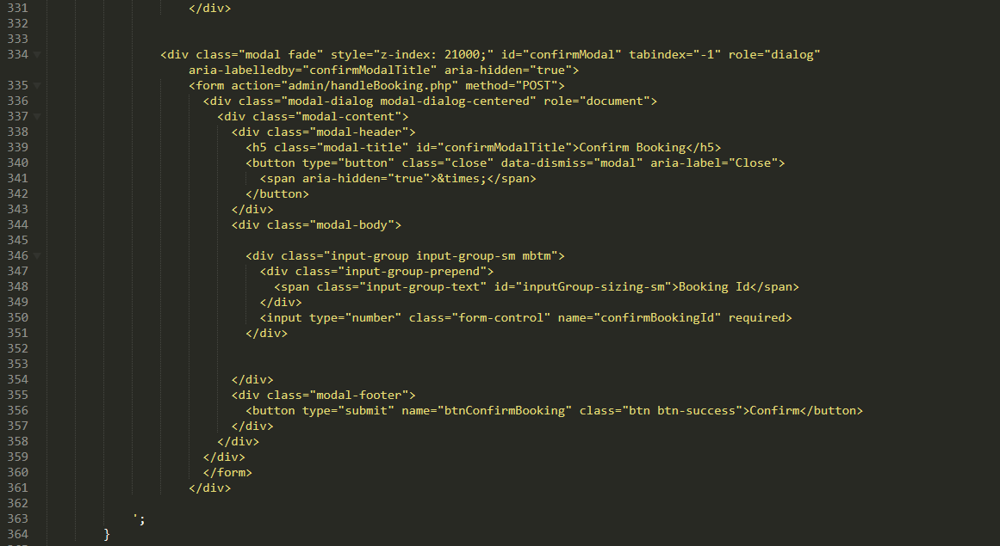 331 </div>
332
333
334 <div class="modal fade" style="z-index: 21000;" id="confirmModal" tabindex="-1" role="dialog"
aria-labelledby="confirmModalTitle" aria-hidden="true">
335 <form action="admin/handleBooking.php" method="POST">
336 <div class="modal-dialog modal-dialog-centered" role="document">
337 <div class="modal-content">
338 <div class="modal-header">
339 <h5 class="modal-title" id="confirmModalTitle">Confirm Booking</h5>
340 <button type="button" class="close" data-dismiss="modal" aria-label="Close">
341 <span aria-hidden="true">&times;</span>
342 </button>
343 </div>
344 <div class="modal-body">
345
346 <div class="input-group input-group-sm mbtm">
347 <div class="input-group-prepend">
348 <span class="input-group-text" id="inputGroup-sizing-sm">Booking Id</span>
349 </div>
350 <input type="number" class="form-control" name="confirmBookingId" required>
351 </div>
352
353
354 </div>
355 <div class="modal-footer">
356 <button type="submit" name="btnConfirmBooking" class="btn btn-success">Confirm</button>
357 </div>
358 </div>
359 </div>
360 </form>
361 </div>
362
363 ';
364 }